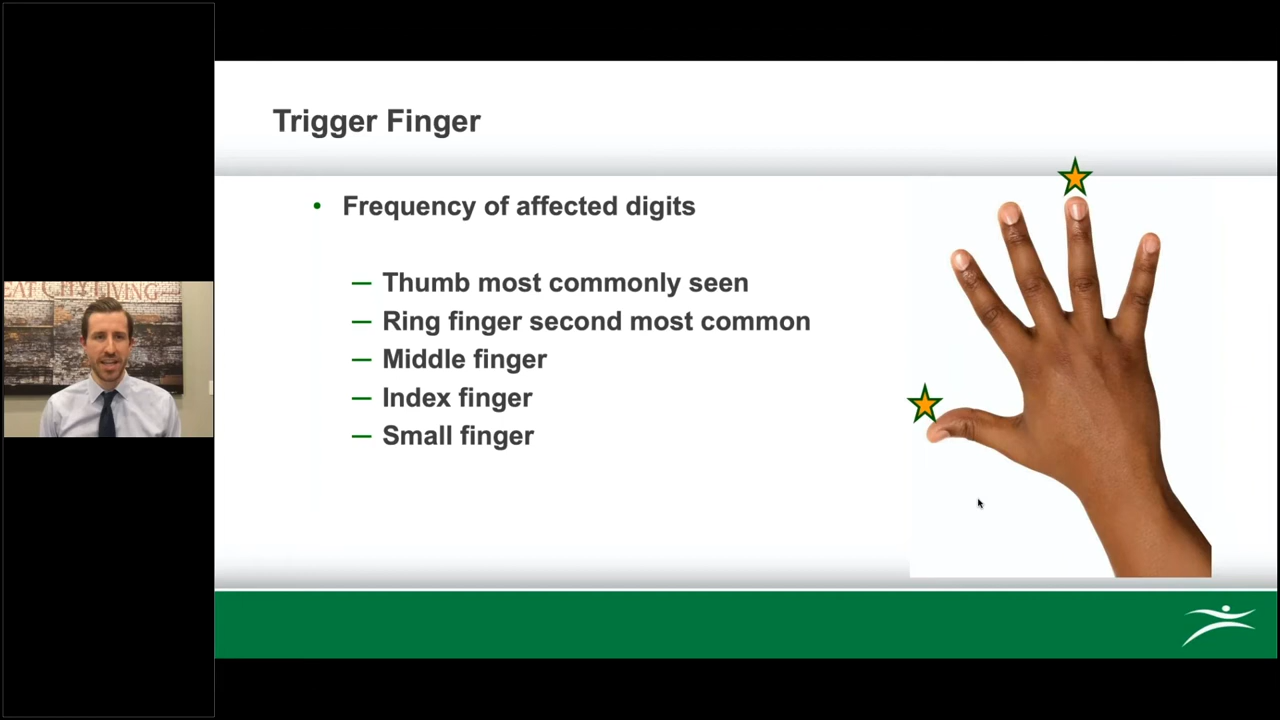 Trigger Finger
• Frequency of affected digits
— Thumb most commonly seen
— Ring finger second most common
— Middle finger
— Index finger
— Small finger